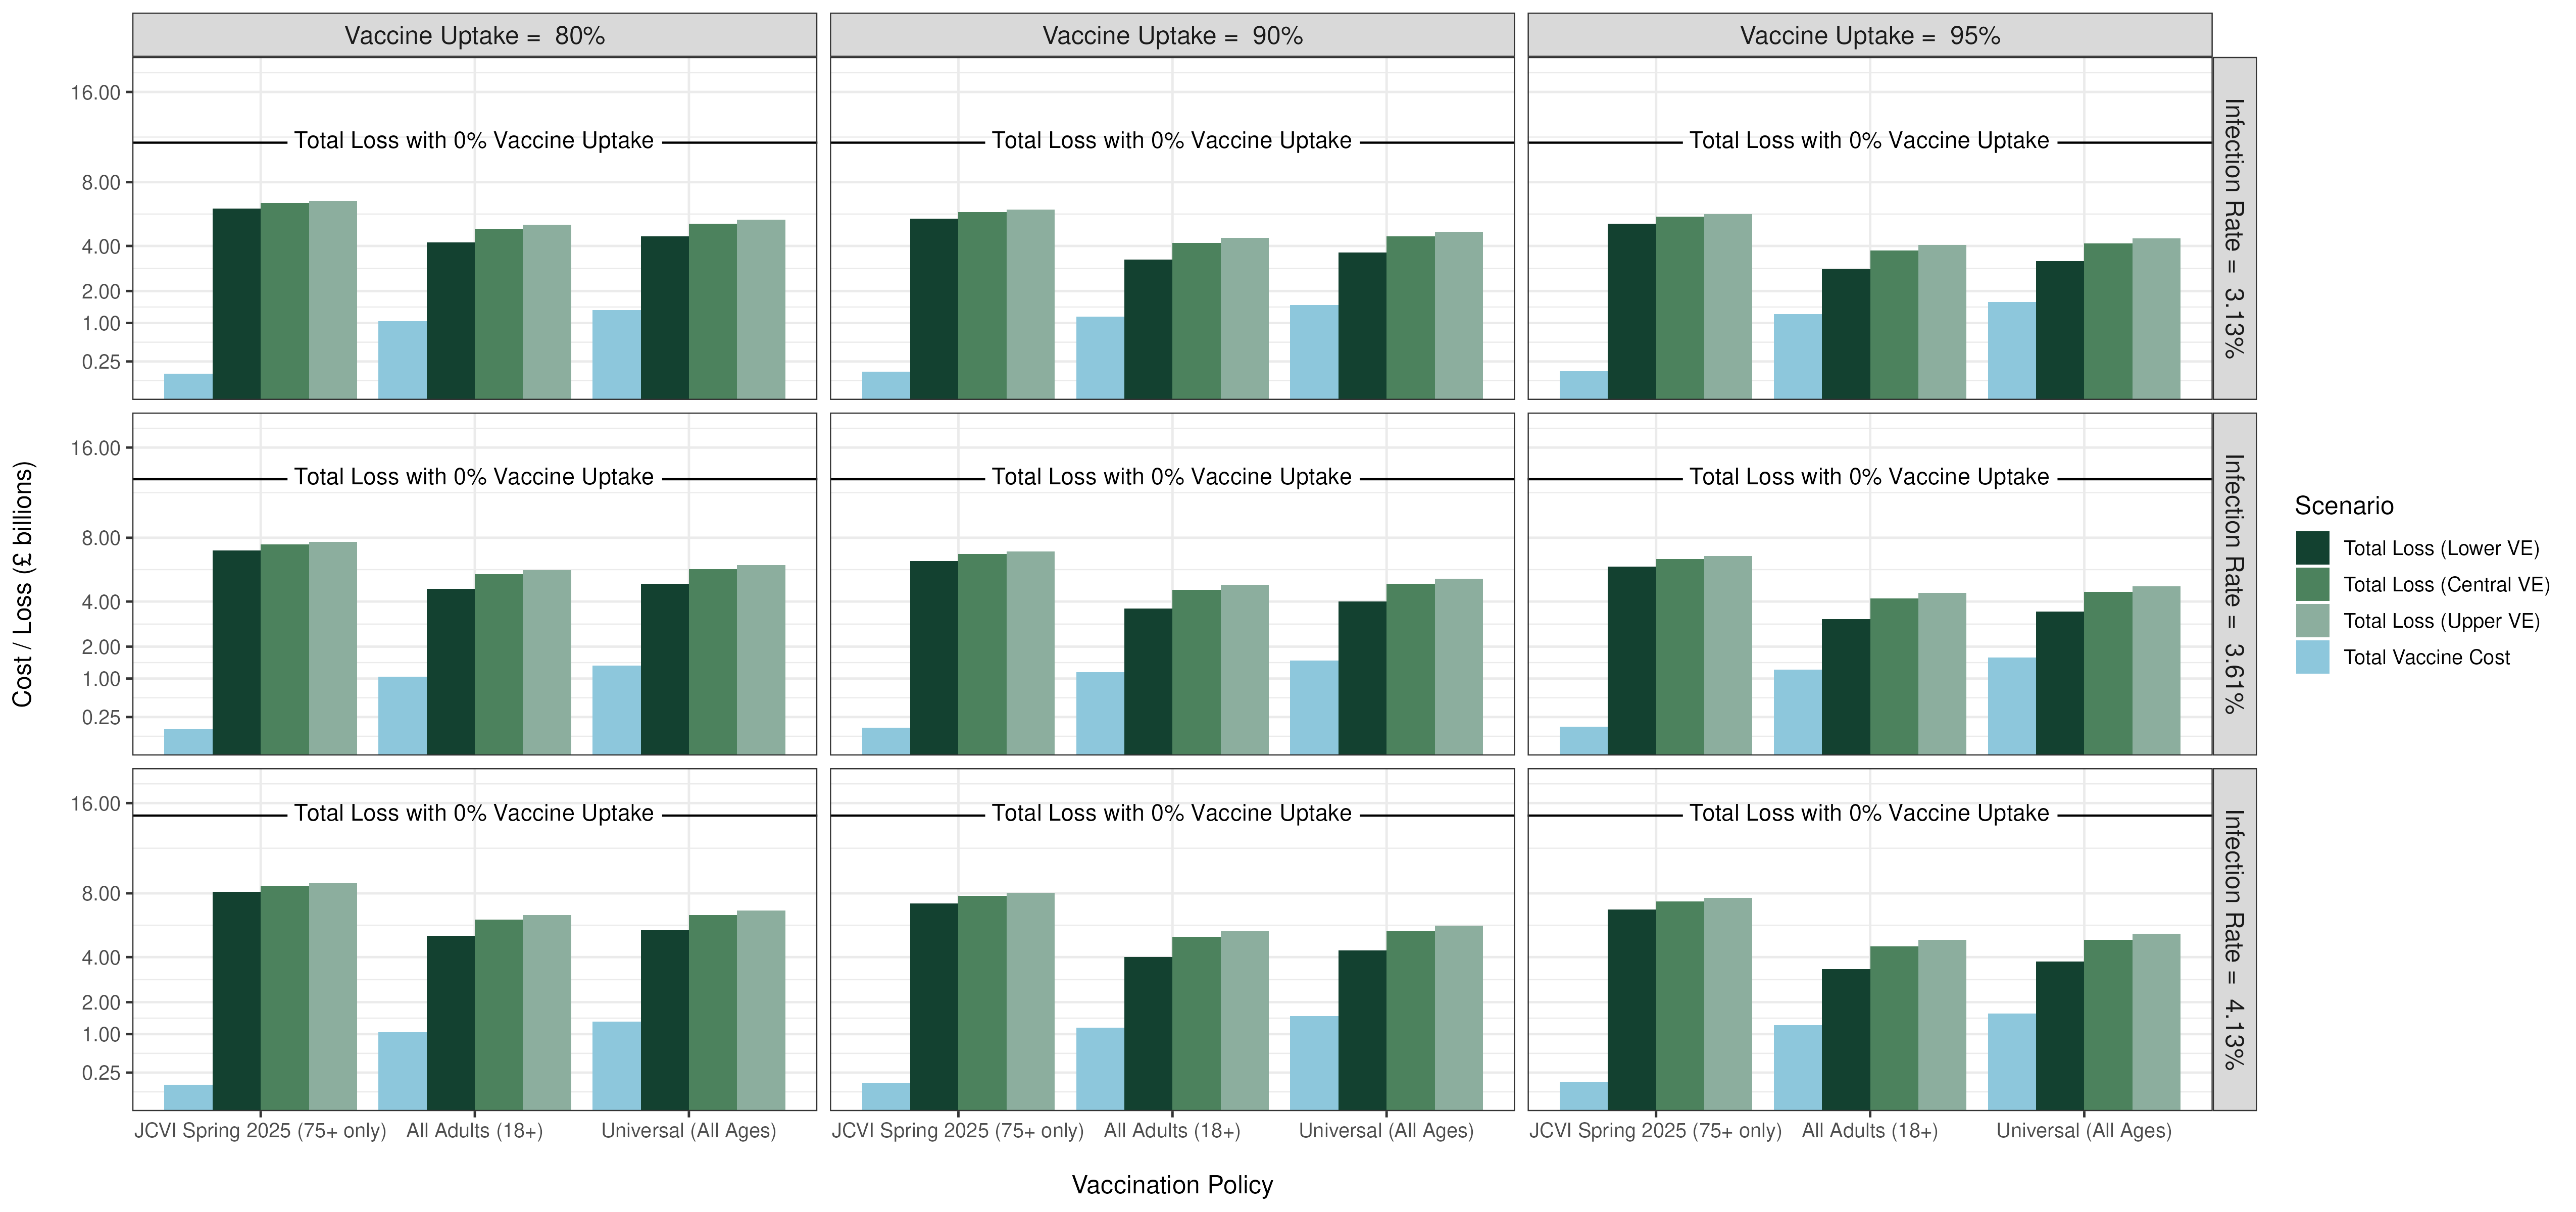 Vaccine Uptake =  80%
Vaccine Uptake =  90%
Vaccine Uptake =  95%
16.00
8.00
4.00
2.00
1.00
0.25
Total Loss with 0% Vaccine Uptake
Total Loss with 0% Vaccine Uptake
Total Loss with 0% Vaccine Uptake
Infection Rate =  3.13%
16.00
8.00
4.00
2.00
1.00
0.25
Total Loss with 0% Vaccine Uptake
Total Loss with 0% Vaccine Uptake
Total Loss with 0% Vaccine Uptake
Infection Rate =  3.61%
16.00
8.00
4.00
2.00
1.00
0.25
Total Loss with 0% Vaccine Uptake
Total Loss with 0% Vaccine Uptake
Total Loss with 0% Vaccine Uptake
Infection Rate =  4.13%
Cost / Loss (£ billions)
JCVI Spring 2025 (75+ only)
All Adults (18+)
Universal (All Ages)
JCVI Spring 2025 (75+ only)
All Adults (18+)
Universal (All Ages)
JCVI Spring 2025 (75+ only)
All Adults (18+)
Universal (All Ages)
Vaccination Policy
Scenario
Total Loss (Lower VE)
Total Loss (Central VE)
Total Loss (Upper VE)
Total Vaccine Cost